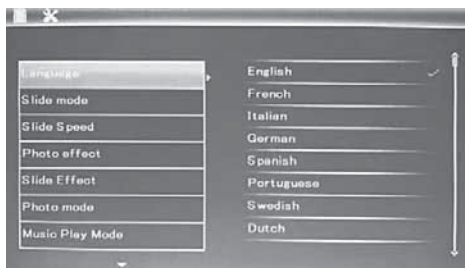 Language
Slide mode
Slide Speed
Photo effect
Slide Effect
Photo mode
Music Play Mode
English
French
Italian
German
Spanish
Portuguese
Swedish
Dutch